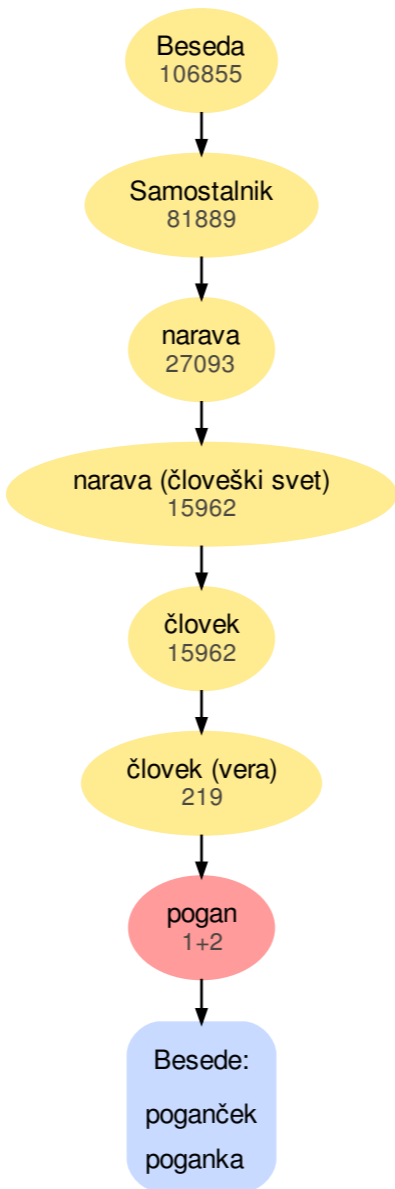 Beseda
106855
Samostalnik
81889
narava
27093
narava (človeški svet)
15962
človek
15962
človek (vera)
219
pogan
1+2
Besede:
poganček
poganka